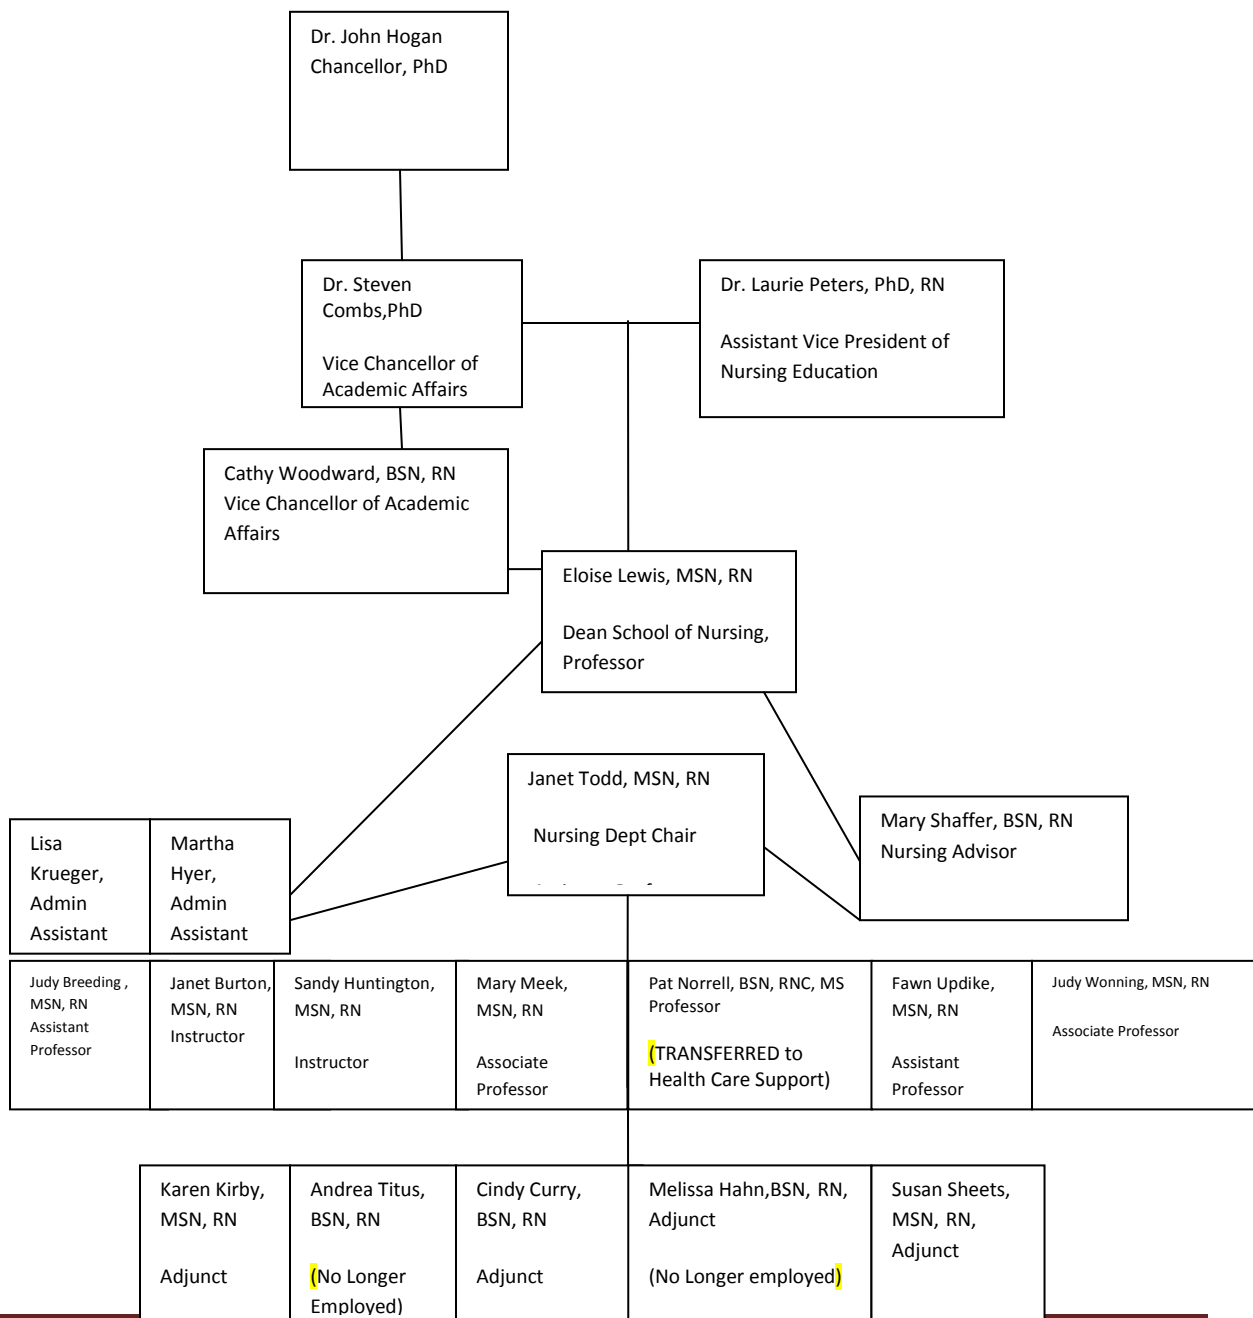 Dr. John Hogan
Chancellor, PhD
Dr. Steven
Combs,PhD
Vice Chancellor of
Academic Affairs
Dr. Laurie Peters, PhD, RN
Assistant Vice President of
Nursing Education
Cathy Woodward, BSN, RN
Vice Chancellor of Academic
Affairs
Eloise Lewis, MSN, RN
Dean School of Nursing,
Professor
Janet Todd, MSN, RN
Nursing Dept Chair
Mary Shaffer, BSN, RN
Nursing Advisor
Lisa
Krueger,
Admin
Assistant
Martha
Hyer,
Admin
Assistant
Judy Breeding ,
MSN, RN
Assistant
Professor
Janet Burton,
MSN, RN
Instructor
Sandy Huntington,
MSN, RN
Instructor
Mary Meek,
MSN, RN
Associate
Professor
Pat Norrell, BSN, RNC, MS
Professor
(TRANSFERRED to
Health Care Support)
Fawn Updike,
MSN, RN
Assistant
Professor
Judy Wonning, MSN, RN
Associate Professor
Karen Kirby,
MSN, RN
Adjunct
Andrea Titus,
BSN, RN
(No Longer
Employed)
Cindy Curry,
BSN, RN
Adjunct
Melissa Hahn,BSN, RN,
Adjunct
(No Longer employed)
Susan Sheets,
MSN, RN,
Adjunct